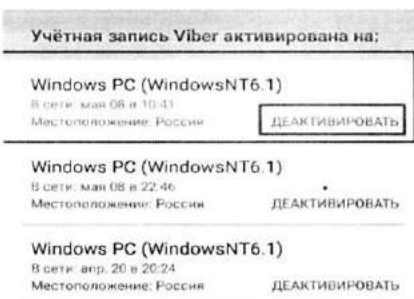 Учётная запись Viber активирована на:
Windows PC (WindowsNT6.1)
В сети: мая 08 в 10:41
Местоположение: Россия
ДЕАКТИВИРОВАТЬ
Windows PC (WindowsNT6.1)
В сети: мая 08 в 22:46
Местоположение: Россия
ДЕАКТИВИРОВАТЬ
Windows PC (WindowsNT6.1)
В сети: апр. 20 в 20:24
Местоположение: Россия
ДЕАКТИВИРОВАТЬ